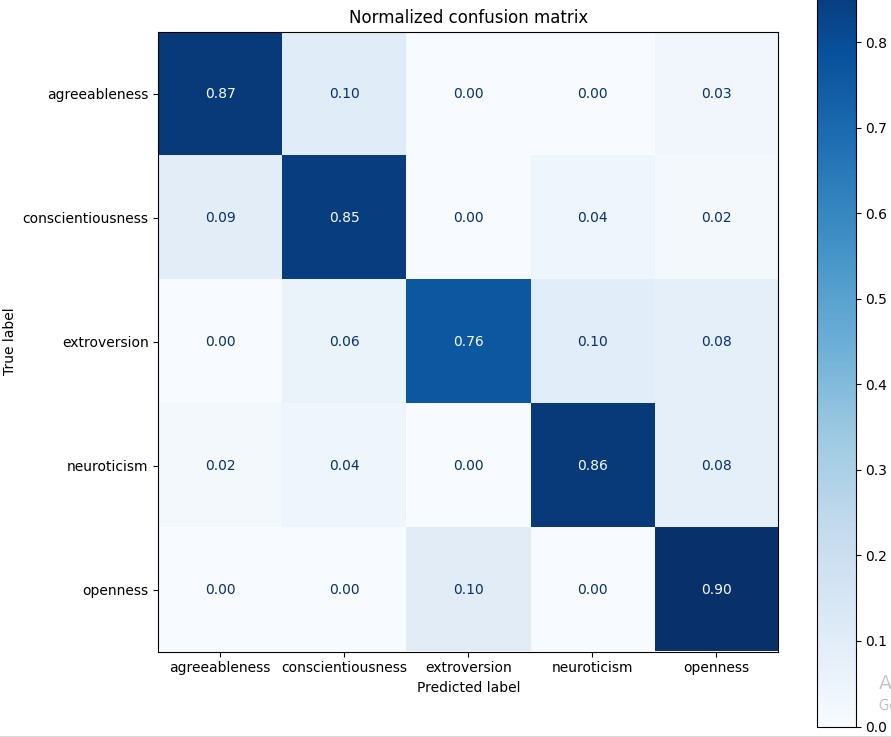 Normalized confusion matrix
True label
agreeableness 0.87 0.10 0.00 0.00 0.03
conscientiousness 0.09 0.85 0.00 0.04 0.02
extroversion 0.00 0.06 0.76 0.10 0.08
neuroticism 0.02 0.04 0.00 0.86 0.08
openness 0.00 0.00 0.10 0.00 0.90
agreeableness conscientiousness extroversion neuroticism openness
Predicted label
0.8
0.7
0.6
0.5
0.4
0.3
0.2
0.1
0.0